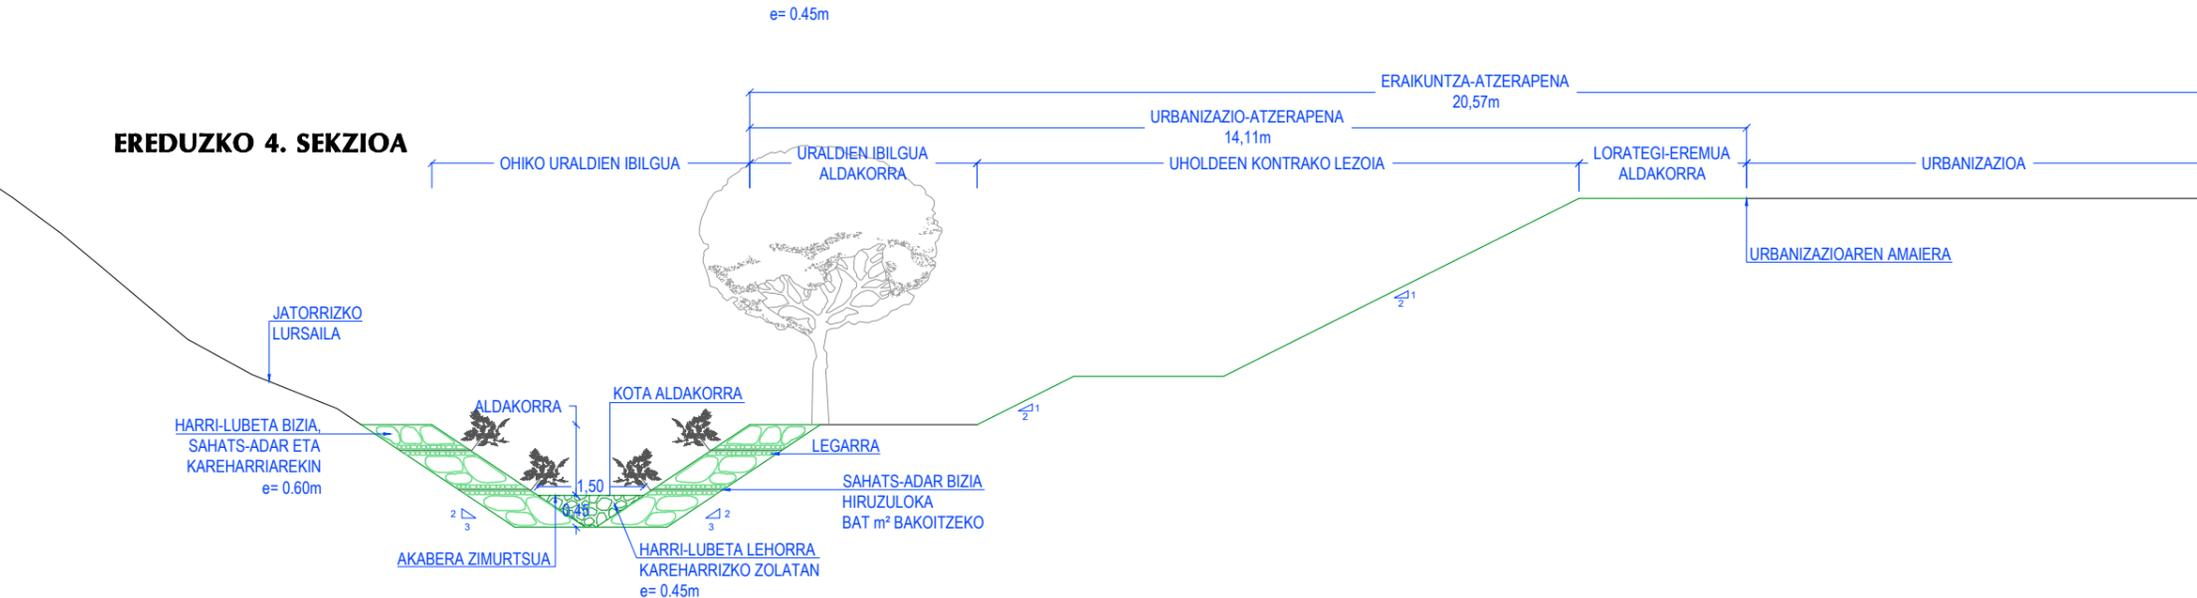 e= 0.45m
ERAIKUNTZA-ATZERAPENA
20,57m
URBANIZAZIO-ATZERAPENA
14,11m
EREDUZKO 4. SEKZIOA
OHIKO URALDIEN IBILGUA
URALDIEN IBILGUA
ALDAKORRA
UHOLDEEN KONTRAKO LEZOIA
LORATEGI-EREMUA
ALDAKORRA
URBANIZAZIOA
URBANIZAZIOAREN AMAIERA
1
2
JATORRIZKO
LURSAILA
KOTA ALDAKORRA
ALDAKORRA
1
2
HARRI-LUBETA BIZIA,
SAHATS-ADAR ETA
KAREHARRIAREKIN
e= 0.60m
LEGARRA
1,50
0,45
SAHATS-ADAR BIZIA
HIRUZULOKA
BAT m² BAKOITZEKO
2
3
2
3
AKABERA ZIMURTSUA
HARRI-LUBETA LEHORRA
KAREHARRIZKO ZOLATAN
e= 0.45m